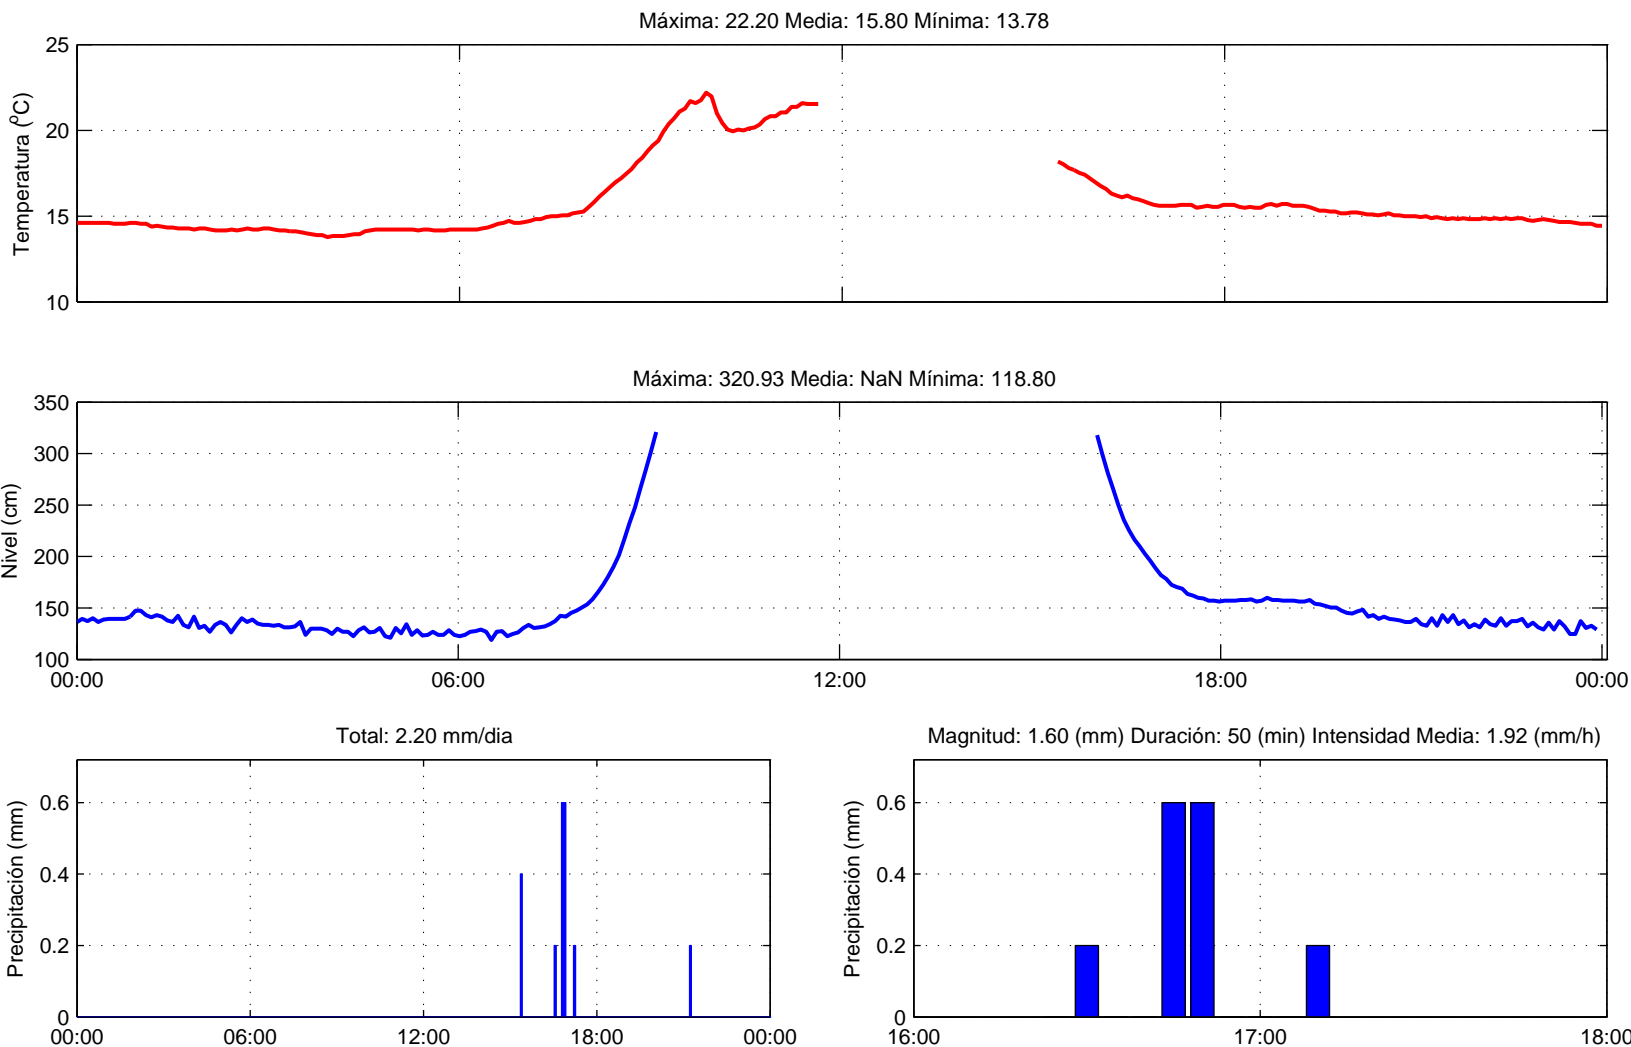 Máxima: 22.20 Media: 15.80 Mínima: 13.78
25
20
15
10
Temperatura (ºC)
Máxima: 320.93 Media: NaN Mínima: 118.80
350
300
250
200
150
100
Nivel (cm)
00:00 06:00 12:00 18:00 00:00
Total: 2.20 mm/dia
0.6
0.4
0.2
0
Precipitación (mm)
00:00 06:00 12:00 18:00 00:00
Magnitud: 1.60 (mm) Duración: 50 (min) Intensidad Media: 1.92 (mm/h)
0.6
0.4
0.2
0
Precipitación (mm)
16:00 17:00 18:00